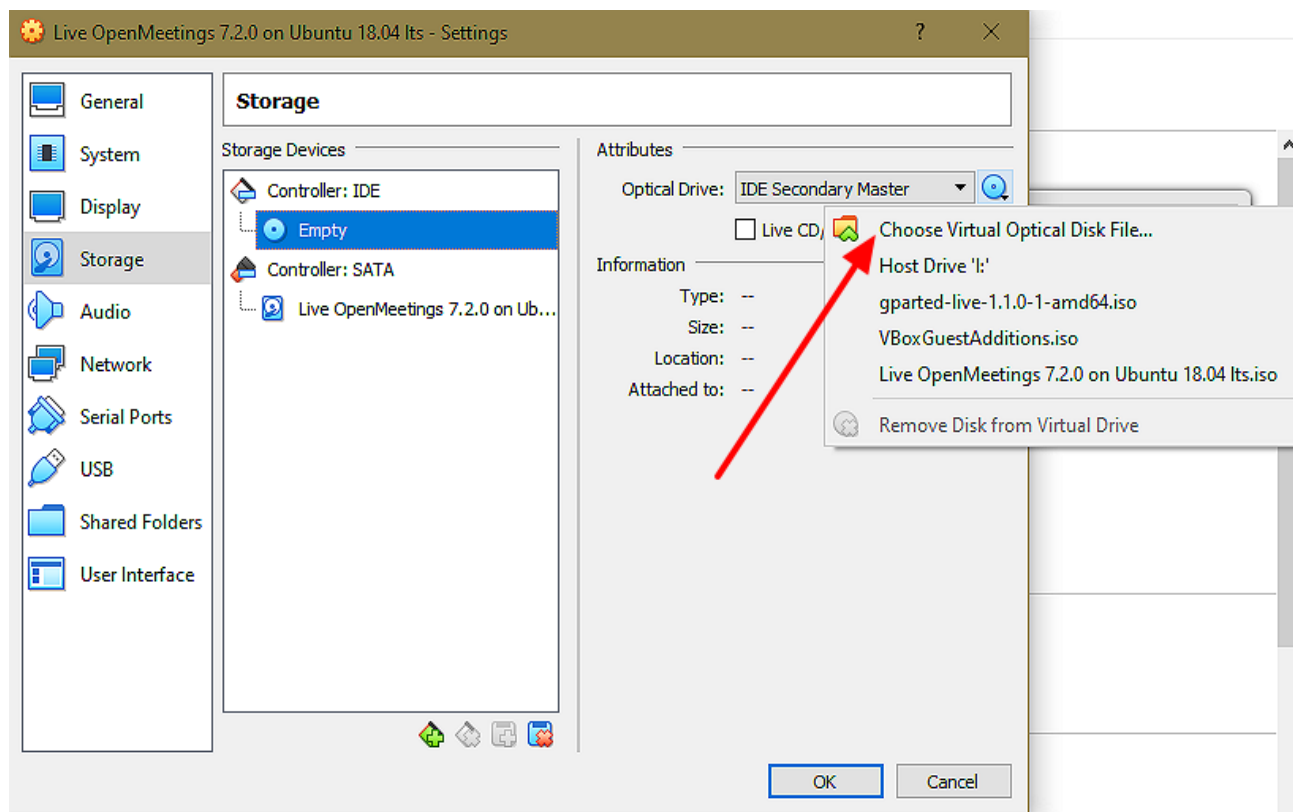 Live OpenMeetings 7.2.0 on Ubuntu 18.04 lts - Settings
?
General
System
Display
Storage
Audio
Network
Serial Ports
USB
Shared Folders
User Interface
Storage
Storage Devices
Controller: IDE
Empty
Controller: SATA
Live OpenMeetings 7.2.0 on Ub...
Attributes
Optical Drive: IDE Secondary Master
Live CD/
Information
Type: --
Size: --
Location: --
Attached to: --
Choose Virtual Optical Disk File...
Host Drive 'I:'
gparted-live-1.1.0-1-amd64.iso
VBoxGuestAdditions.iso
Live OpenMeetings 7.2.0 on Ubuntu 18.04 lts.iso
Remove Disk from Virtual Drive
OK
Cancel